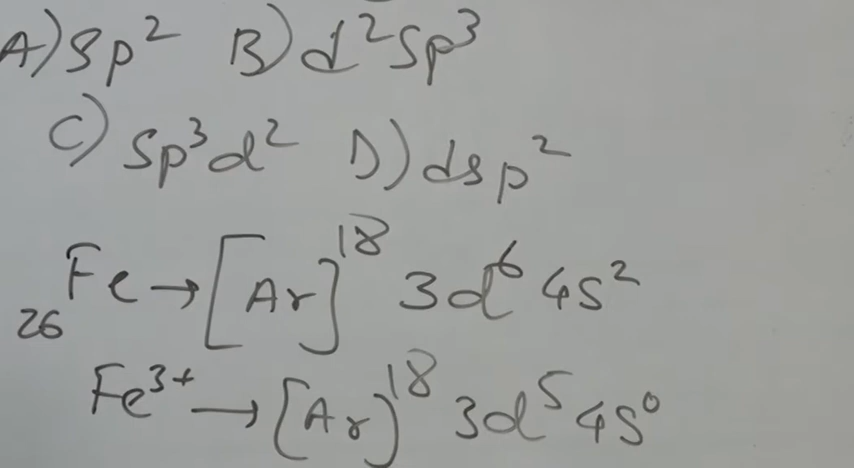 A) Sp² B) d²sp³
C) Sp³d² D) dsp²
₂₆Fe → [Ar]¹⁸ 3d⁶ 4s²
Fe³⁺ → [Ar]¹⁸ 3d⁵ 4s⁰